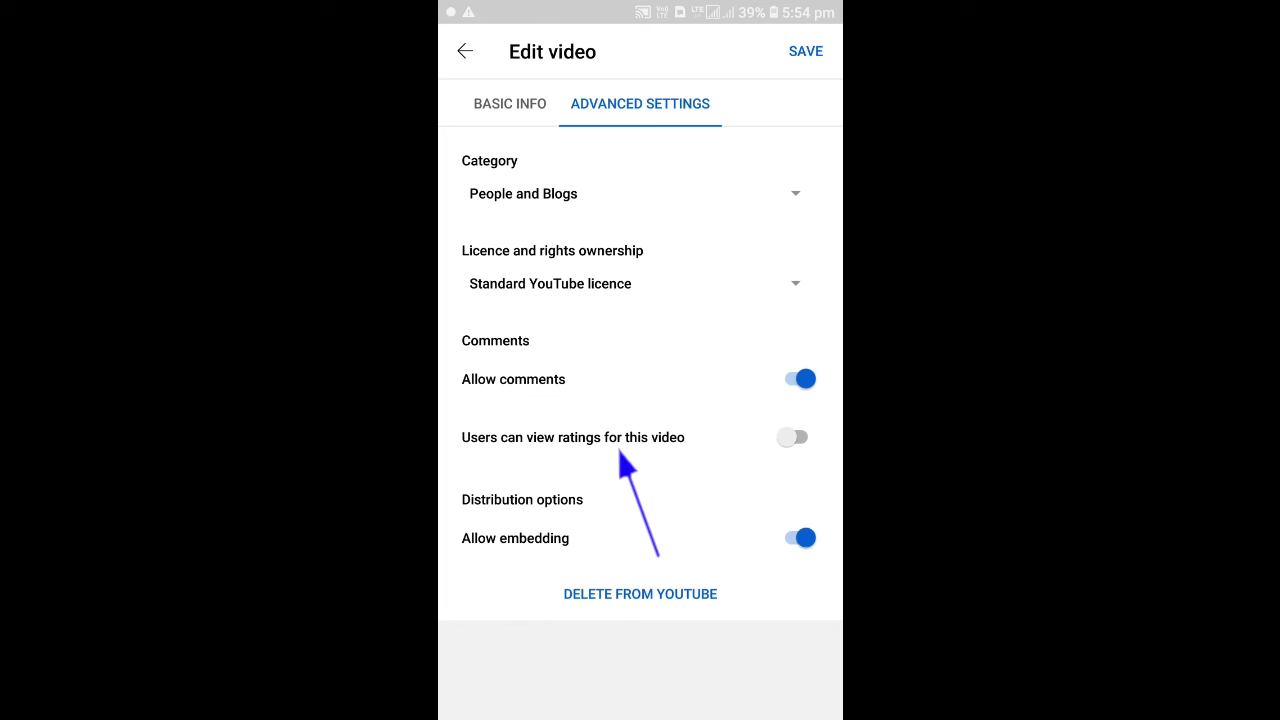 39% 5:54 pm
Edit video
SAVE
BASIC INFO ADVANCED SETTINGS
Category
People and Blogs
Licence and rights ownership
Standard YouTube licence
Comments
Allow comments
Users can view ratings for this video
Distribution options
Allow embedding
DELETE FROM YOUTUBE